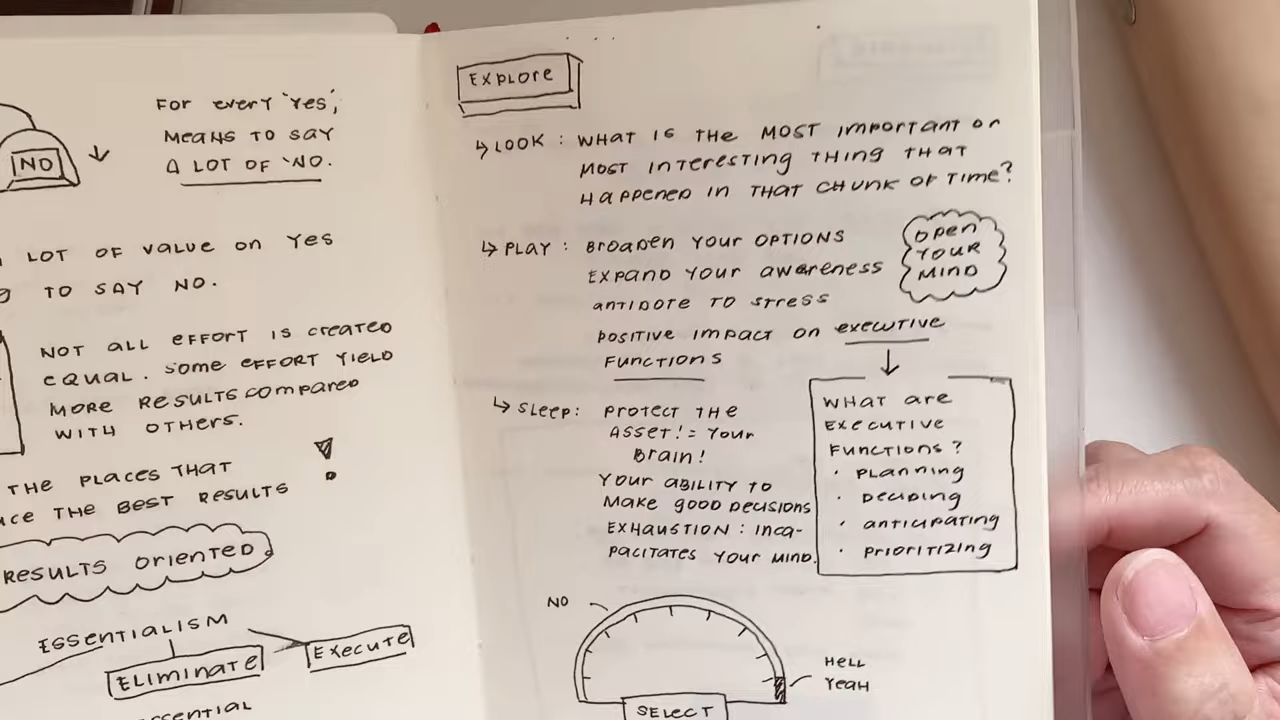 NO
FOR EVERY 'YES',
MEANS TO SAY
A LOT OF 'NO.
LOT OF VALUE ON YES
TO SAY NO.
NOT ALL EFFORT IS CREATED
EQUAL. SOME EFFORT YIELD
MORE RESULTS COMPARED
WITH OTHERS.
THE PLACES THAT
THE BEST RESULTS
RESULTS ORIENTED
ESSENTIALISM
ELIMINATE
EXECUTE
EXPLORE
LOOK : WHAT IS THE MOST IMPORTANT OR
MOST INTERESTING THING THAT
HAPPENED IN THAT CHUNK OF TIME?
PLAY : BROADEN YOUR OPTIONS
EXPAND YOUR AWARENESS
ANTIDOTE TO STRESS
POSITIVE IMPACT ON EXECUTIVE
FUNCTIONS
OPEN
YOUR
MIND
SLEEP: PROTECT THE
ASSET! = YOUR
BRAIN!
YOUR ABILITY TO
MAKE GOOD DECISIONS
EXHAUSTION : INCA-
PACITATES YOUR MIND.
WHAT ARE
EXECUTIVE
FUNCTIONS?
· PLANNING
· DECIDING
· ANTICIPATING
· PRIORITIZING
NO
HELL
YEAH
SELECT